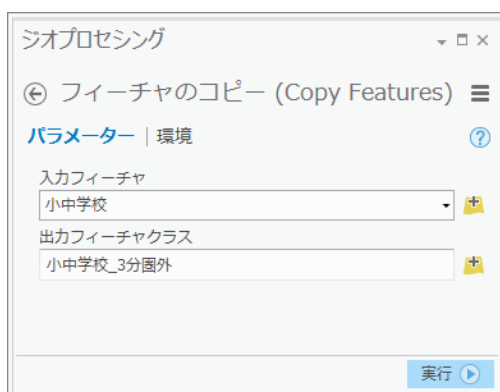 ジオプロセシング
フィーチャのコピー (Copy Features)
パラメーター | 環境
入力フィーチャ
小中学校
出力フィーチャクラス
小中学校_3分圏外
実行